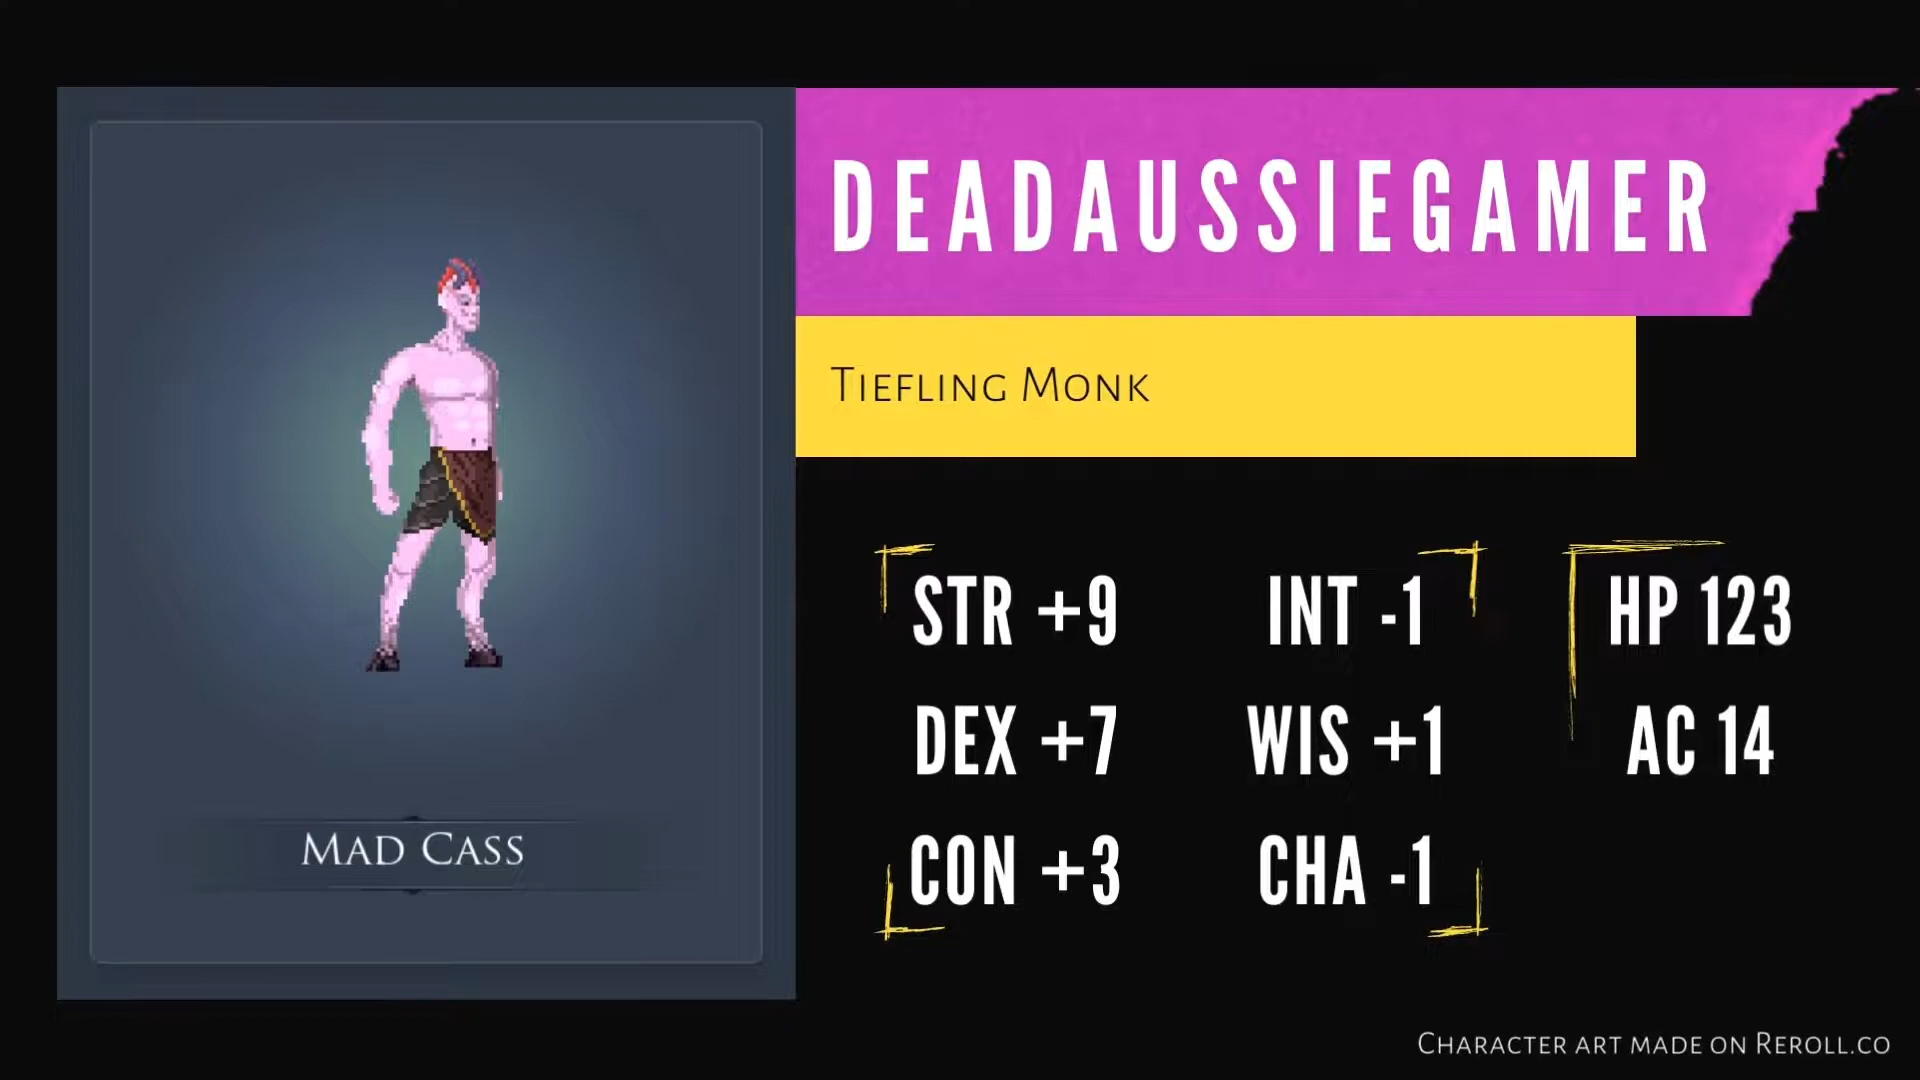 DEADAUSSIEGAMER
Tiefling Monk
STR +9 INT -1 HP 123
DEX +7 WIS +1 AC 14
CON +3 CHA -1
Mad Cass
Character art made on Reroll.co